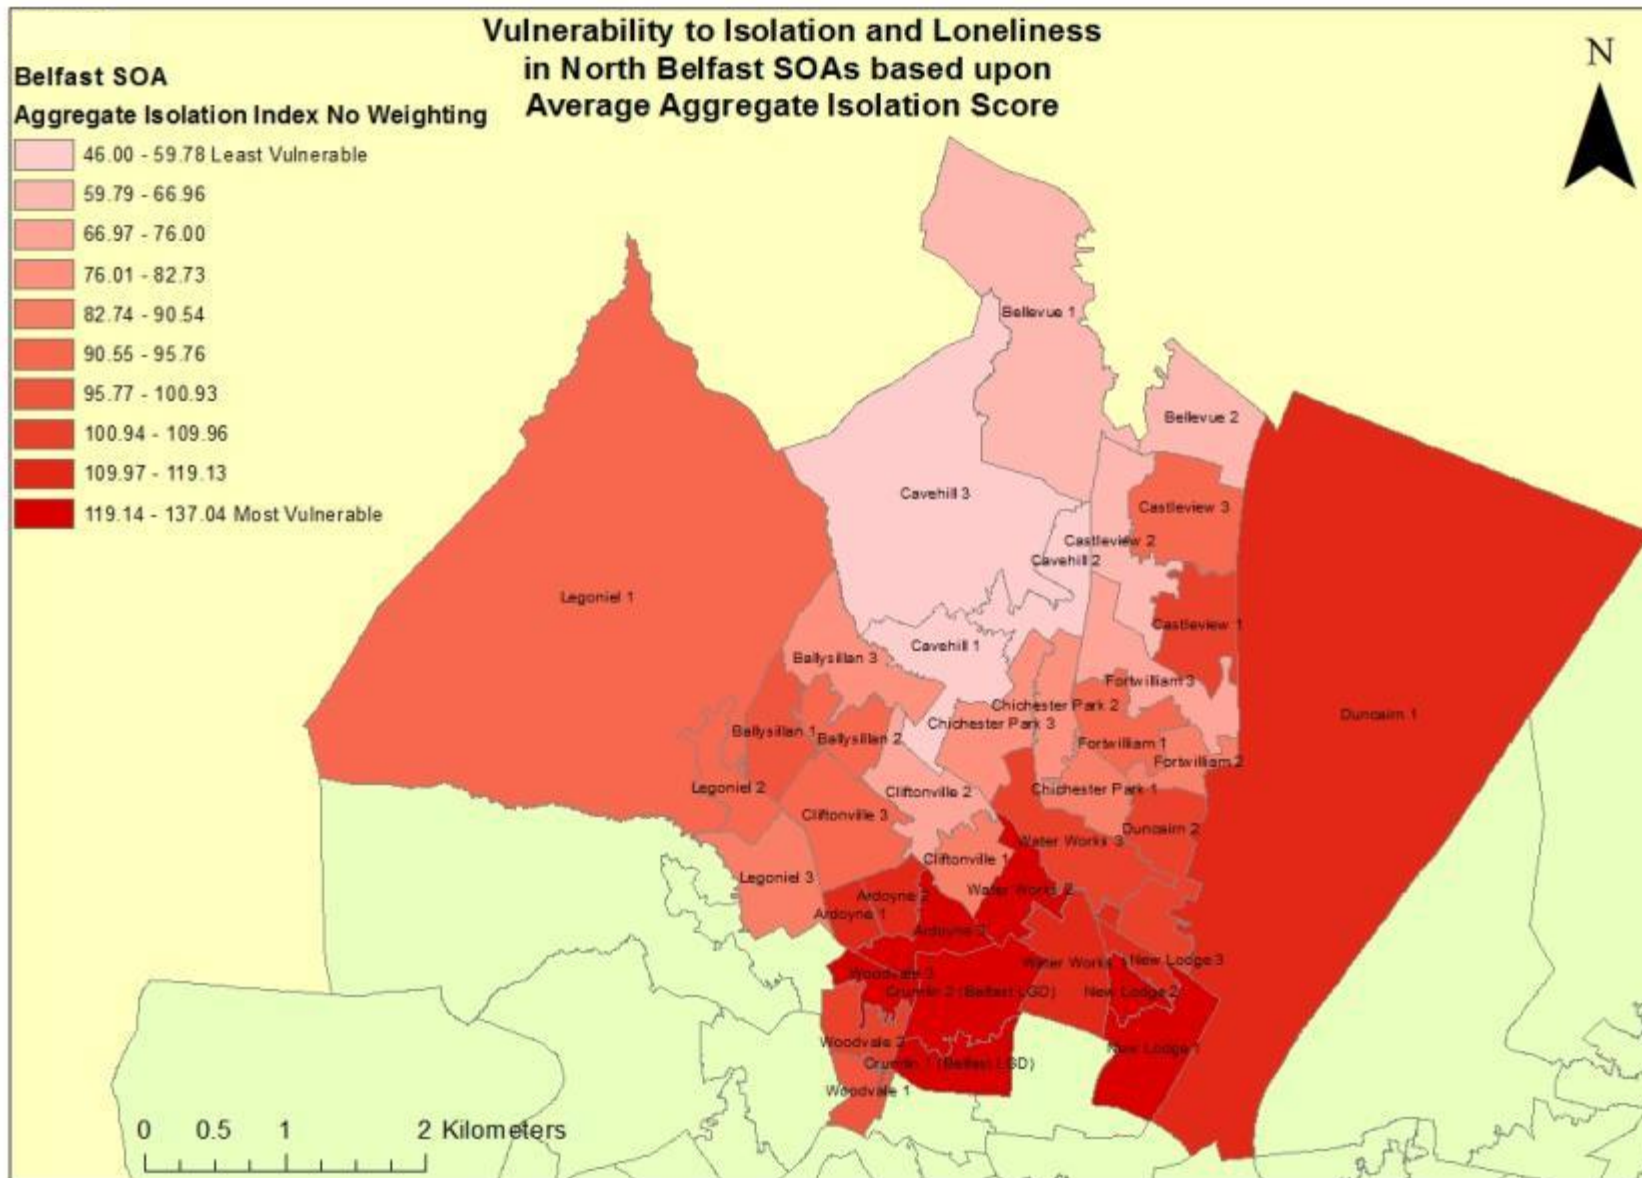 Vulnerability to Isolation and Loneliness
in North Belfast SOAs based upon
Average Aggregate Isolation Score
N
Belfast SOA
Aggregate Isolation Index No Weighting
46.00 - 59.78 Least Vulnerable
59.79 - 66.96
66.97 - 76.00
76.01 - 82.73
82.74 - 90.54
90.55 - 95.76
95.77 - 100.93
100.94 - 109.96
109.97 - 119.13
119.14 - 137.04 Most Vulnerable
Bellevue 1
Bellevue 2
Cavehill 3
Castleview 3
Castleview 2
Cavehill 2
Legoniel 1
Castleview 1
Cavehill 1
Ballysillan 3
Fortwilliam 3
Chichester Park 2
Duncairn 1
Chichester Park 3
Ballysillan 1
Ballysillan 2
Fortwilliam 1
Fortwilliam 2
Legoniel 2
Cliftonville 2
Chichester Park 1
Cliftonville 3
Duncairn 2
Water Works 3
Cliftonville 1
Legoniel 3
Water Works 2
Ardoyne 2
Ardoyne 1
Ardoyne 3
New Lodge 3
Water Works
Woodvale 3
Crumlin 2 (Belfast LGD)
New Lodge 2
Woodvale 2
New Lodge 1
Crumlin 1 (Belfast LGD)
Woodvale 1
0 0.5 1 2 Kilometers